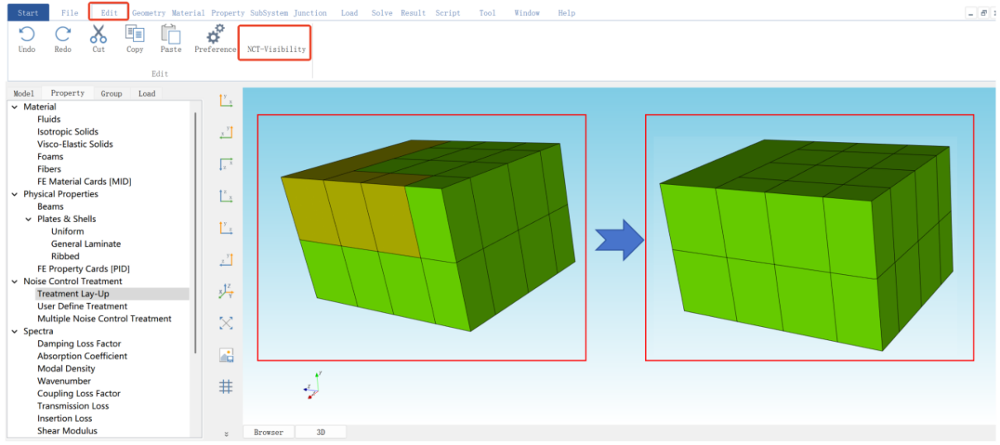 Start File Edit Geometry Material Property SubSystem Junction Load Solve Result Script Tool Window Help
Undo Redo Cut Copy Paste Preference NCT-Visibility
Edit
Model Property Group Load
Material
Fluids
Isotropic Solids
Visco-Elastic Solids
Foams
Fibers
FE Material Cards [MID]
Physical Properties
Beams
Plates & Shells
Uniform
General Laminate
Ribbed
FE Property Cards [PID]
Noise Control Treatment
Treatment Lay-Up
User Define Treatment
Multiple Noise Control Treatment
Spectra
Damping Loss Factor
Absorption Coefficient
Modal Density
Wavenumber
Coupling Loss Factor
Transmission Loss
Insertion Loss
Shear Modulus
Browser 3D